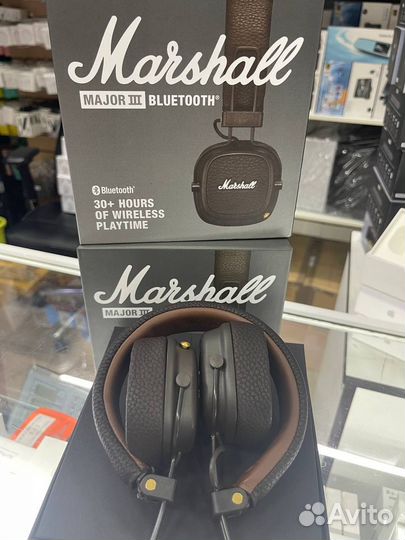 Marshall
MAJOR III BLUETOOTH®
Marshall
Bluetooth®
30+ HOURS
OF WIRELESS
PLAYTIME
Marshall
MAJOR III
Avito